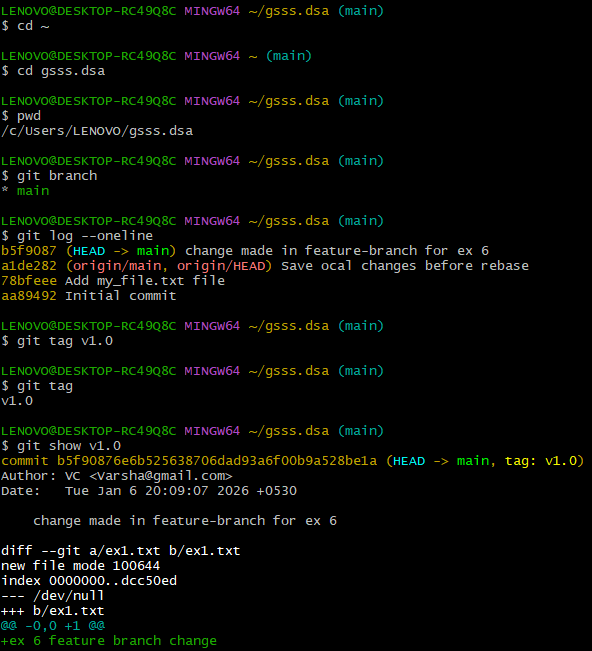 LENOVO@DESKTOP-RC49Q8C MINGW64 ~/gsss.dsa (main)
$ cd ~
LENOVO@DESKTOP-RC49Q8C MINGW64 ~ (main)
$ cd gsss.dsa
LENOVO@DESKTOP-RC49Q8C MINGW64 ~/gsss.dsa (main)
$ pwd
/c/Users/LENOVO/gsss.dsa
LENOVO@DESKTOP-RC49Q8C MINGW64 ~/gsss.dsa (main)
$ git branch
* main
LENOVO@DESKTOP-RC49Q8C MINGW64 ~/gsss.dsa (main)
$ git log --oneline
b5f9087 (HEAD -> main) change made in feature-branch for ex 6
a1de282 (origin/main, origin/HEAD) Save ocal changes before rebase
78bfeee Add my_file.txt file
aa89492 Initial commit
LENOVO@DESKTOP-RC49Q8C MINGW64 ~/gsss.dsa (main)
$ git tag v1.0
LENOVO@DESKTOP-RC49Q8C MINGW64 ~/gsss.dsa (main)
$ git tag
v1.0
LENOVO@DESKTOP-RC49Q8C MINGW64 ~/gsss.dsa (main)
$ git show v1.0
commit b5f90876e6b525638706dad93a6f00b9a528be1a (HEAD -> main, tag: v1.0)
Author: VC <Varsha@gmail.com>
Date:   Tue Jan 6 20:09:07 2026 +0530
    change made in feature-branch for ex 6
diff --git a/ex1.txt b/ex1.txt
new file mode 100644
index 0000000..dcc50ed
--- /dev/null
+++ b/ex1.txt
@@ -0,0 +1 @@
+ex 6 feature branch change